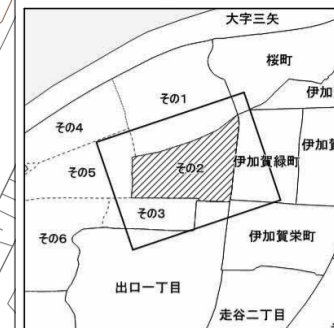 大字三矢
桜町
その1
伊加
その4
その2
伊加賀緑町
伊加賀
その5
その3
その6
伊加賀栄町
出口一丁目
走谷二丁目